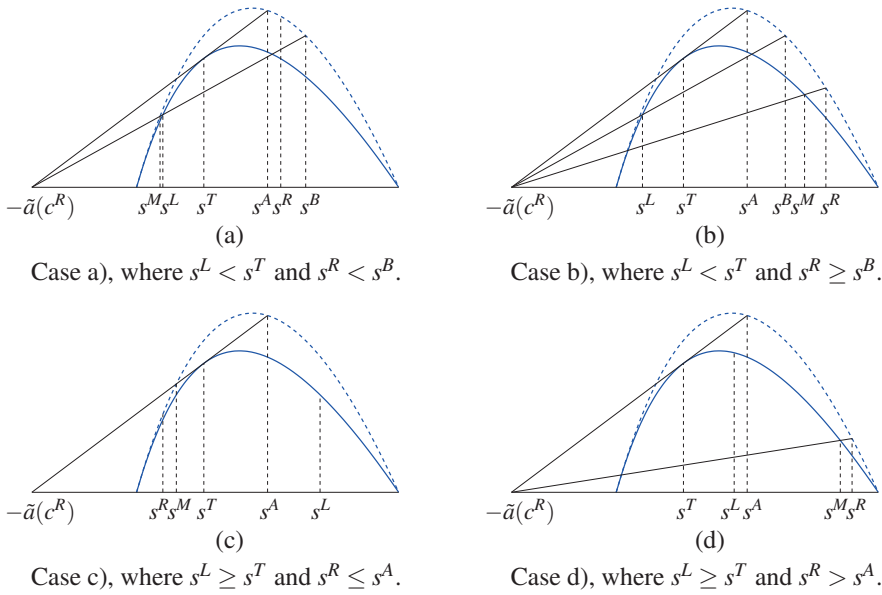 −ã(c^R) s^M s^L s^T s^A s^R s^B
(a)
Case a), where s^L < s^T and s^R < s^B.
−ã(c^R) s^L s^T s^A s^B s^M s^R
(b)
Case b), where s^L < s^T and s^R ≥ s^B.
−ã(c^R) s^R s^M s^T s^A s^L
(c)
Case c), where s^L ≥ s^T and s^R ≤ s^A.
−ã(c^R) s^T s^L s^A s^M s^R
(d)
Case d), where s^L ≥ s^T and s^R > s^A.